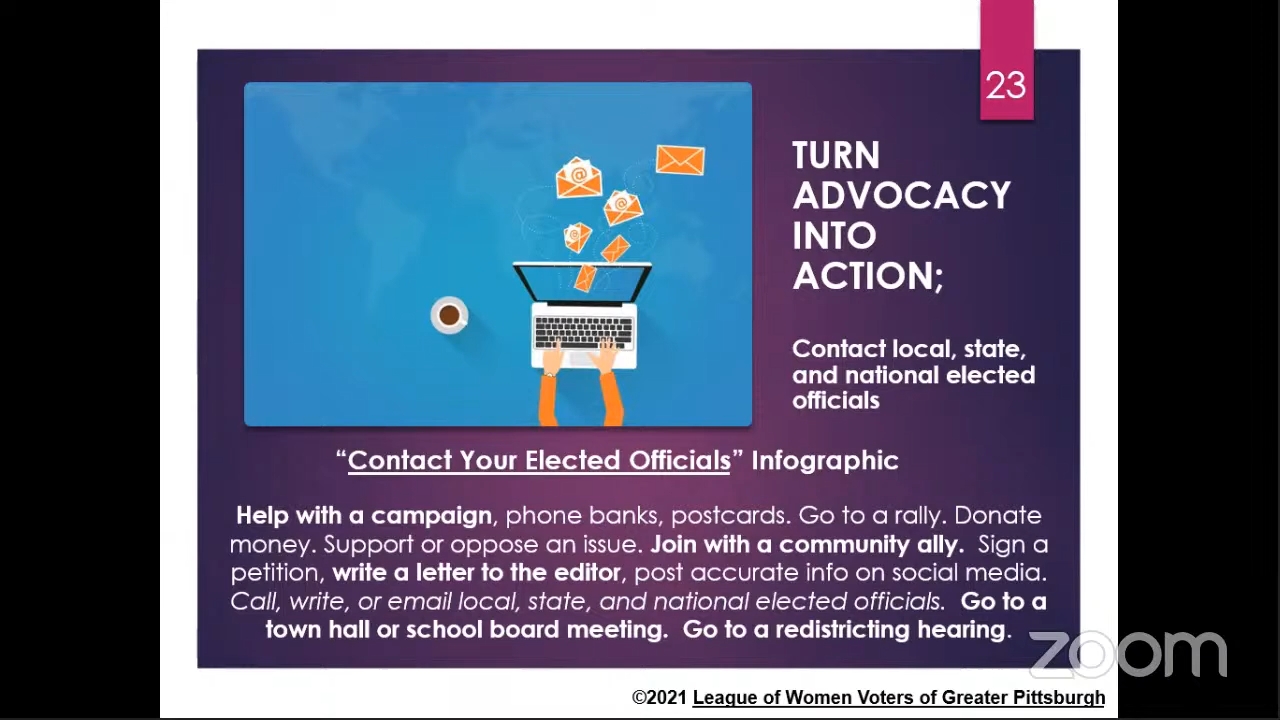 23
TURN
ADVOCACY
INTO
ACTION;
Contact local, state,
and national elected
officials
“Contact Your Elected Officials” Infographic
Help with a campaign, phone banks, postcards. Go to a rally. Donate
money. Support or oppose an issue. Join with a community ally.  Sign a
petition, write a letter to the editor, post accurate info on social media.
Call, write, or email local, state, and national elected officials.  Go to a
town hall or school board meeting.  Go to a redistricting hearing.
zoom
©2021 League of Women Voters of Greater Pittsburgh